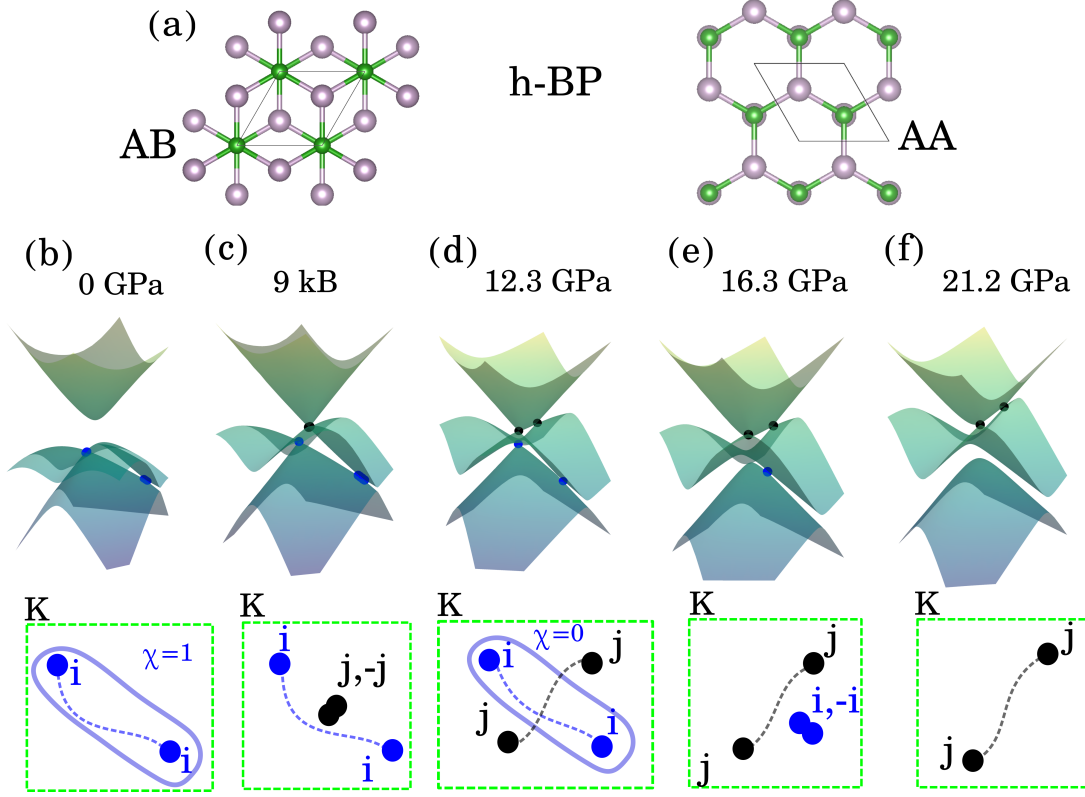 (a)
h-BP
AB
AA
(b)
(c)
(d)
(e)
(f)
0 GPa
9 kB
12.3 GPa
16.3 GPa
21.2 GPa
K
K
K
K
K
χ=1
i
i
i
j,-j
i
χ=0
i
j
j
i
j
i,-i
j
j
j